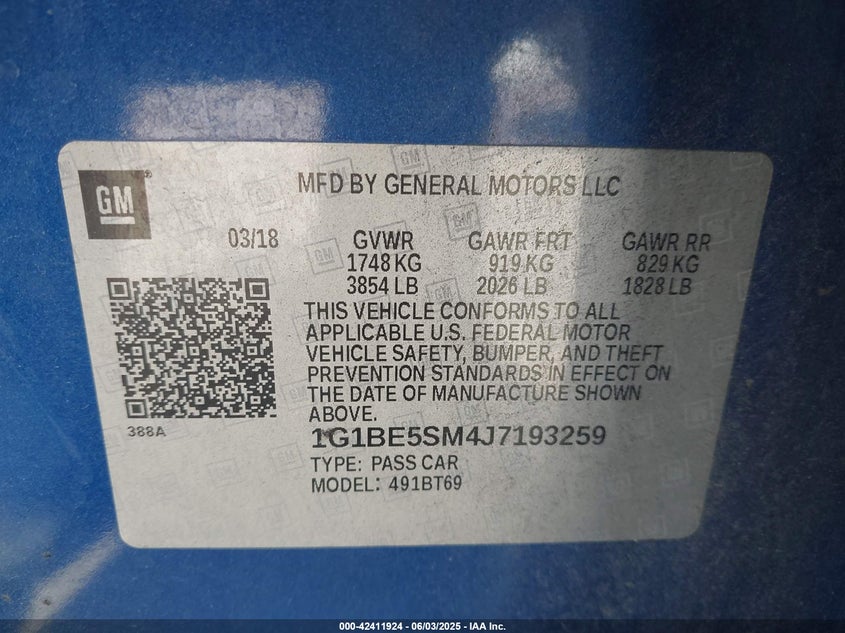 GM
MFD BY GENERAL MOTORS LLC
03/18 GVWR GAWR FRT GAWR RR
1748 KG 919 KG 829 KG
3854 LB 2026 LB 1828 LB
THIS VEHICLE CONFORMS TO ALL
APPLICABLE U.S. FEDERAL MOTOR
VEHICLE SAFETY, BUMPER, AND THEFT
PREVENTION STANDARDS IN EFFECT ON
THE DATE OF MANUFACTURE SHOWN
ABOVE.
388A
1G1BE5SM4J7193259
TYPE: PASS CAR
MODEL: 491BT69
000-42411924 - 06/03/2025 - IAA Inc.